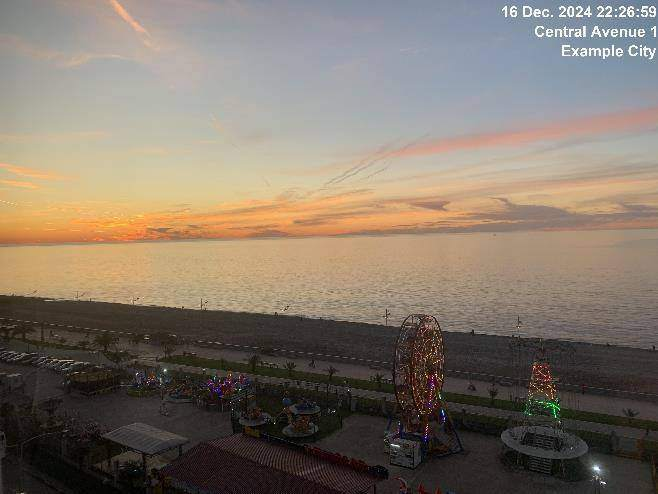 16 Dec. 2024 22:26:59
Central Avenue 1
Example City